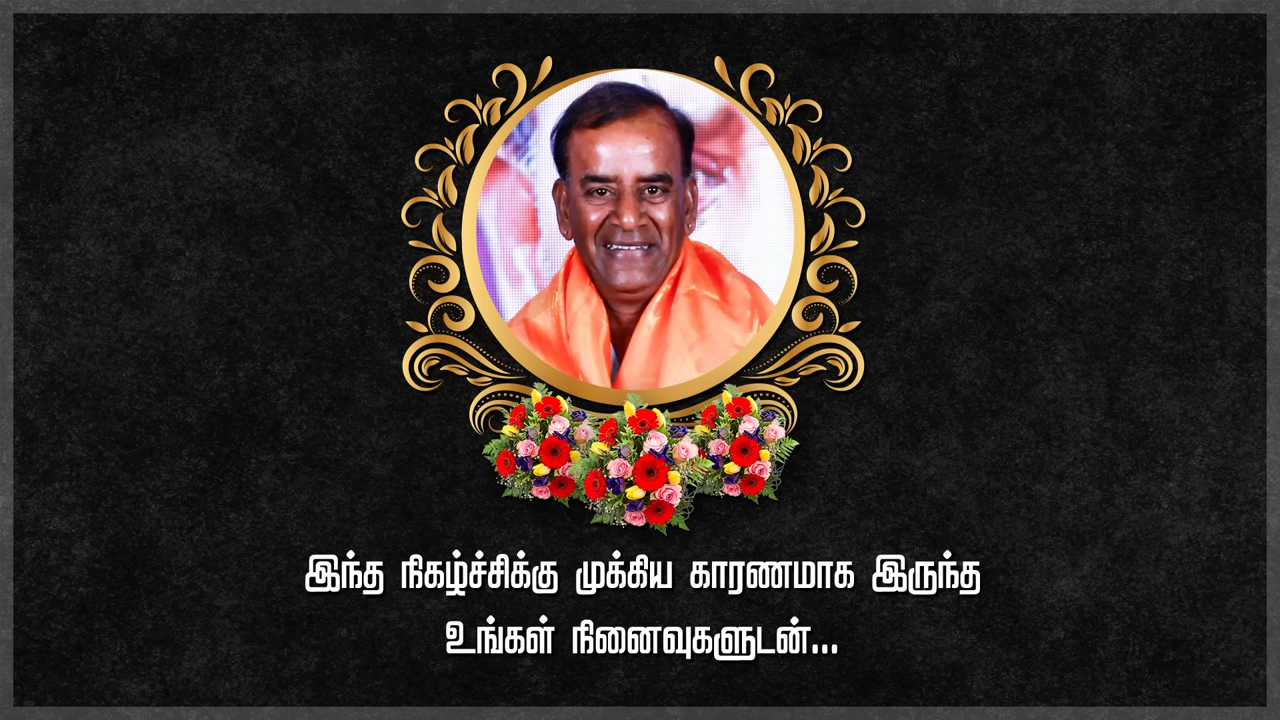 இந்த நிகழ்ச்சிக்கு முக்கிய காரணமாக இருந்த
உங்கள் நினைவுகளுடன்...